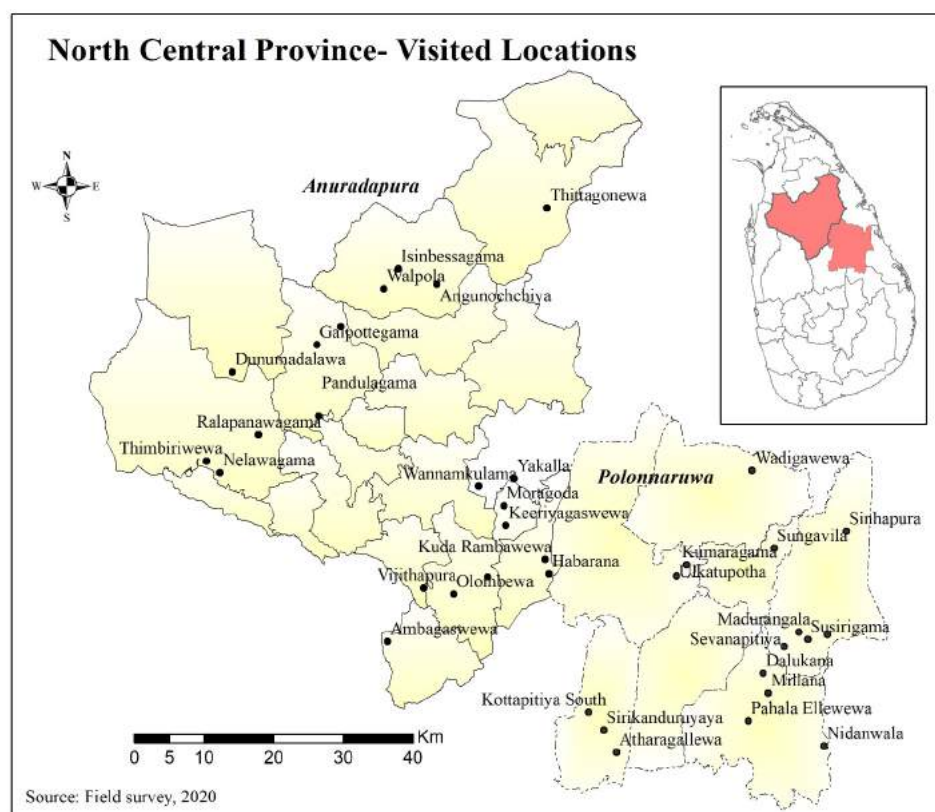 North Central Province- Visited Locations
N
W E
S
Anuradapura
Thittagonewa
Isinbessagama
Walpola
Angunochchiya
Galpottegama
Dunumadalawa
Pandulagama
Ralapanawagama
Thimbiriwewa
Nelawagama
Wannamkulama
Yakalla
Moragoda
Keeriyagaswewa
Polonnaruwa
Wadigawewa
Sinhapura
Sungavila
Kumaragama
Ulkatupotha
Kuda Rambawewa
Habarana
Vijithapura
Olombewa
Ambagaswewa
Madurangala
Susirigama
Sevanapitiya
Dalukana
Millana
Pahala Ellewewa
Nidanwala
Kottapitiya South
Sirikanduruyaya
Atharagallewa
Km
0 5 10 20 30 40
Source: Field survey, 2020